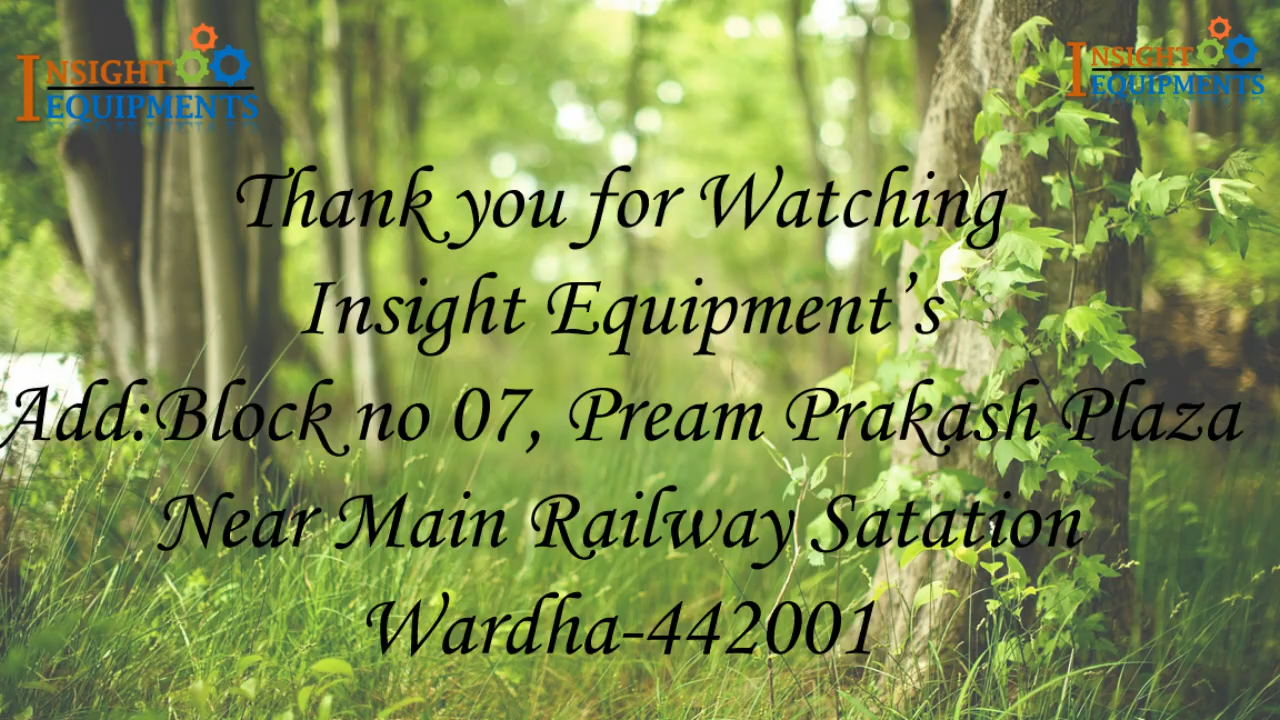 INSIGHT
EQUIPMENTS
INSIGHT
EQUIPMENTS
Thank you for Watching
Insight Equipment’s
Add:Block no 07, Pream Prakash Plaza
Near Main Railway Satation
Wardha-442001